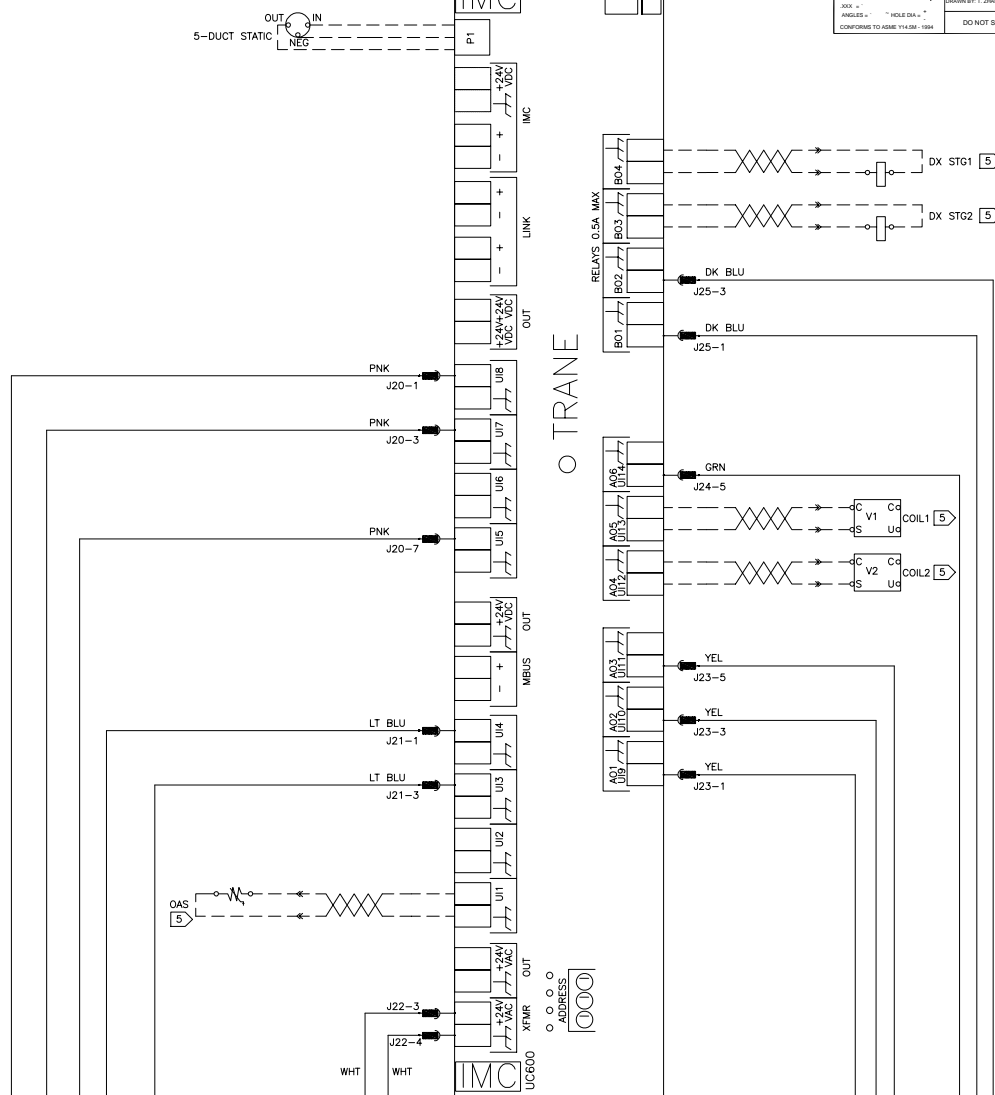 IMC
OUT
IN
5-DUCT STATIC
NEG
P1
.XXX = -
ANGLES = -
HOLE DIA = + -
CONFORMS TO ASME Y14.5M - 1994
DO NOT S
+24V
VDC
IMC
+
-
+
-
LINK
+
-
+24V+24V
VDC VDC
OUT
PNK
J20-1
UI8
PNK
J20-3
UI7
UI6
PNK
J20-7
UI5
+24V
VDC
OUT
+
-
MBUS
LT BLU
J21-1
UI4
LT BLU
J21-3
UI3
UI2
OAS
5
UI1
+24V
VAC
OUT
J22-3
+24V
VAC
XFMR
J22-4
WHT
WHT
IMC
UC600
ADDRESS
TRANE
RELAYS 0.5A MAX
BO4
DX STG1 5
BO3
DX STG2 5
BO2
DK BLU
J25-3
BO1
DK BLU
J25-1
AO6
UI14
GRN
J24-5
AO5
UI13
C
V1
C
S
U
COIL1 5
AO4
UI12
C
V2
C
S
U
COIL2 5
AO3
UI11
YEL
J23-5
AO2
UI10
YEL
J23-3
AO1
UI9
YEL
J23-1